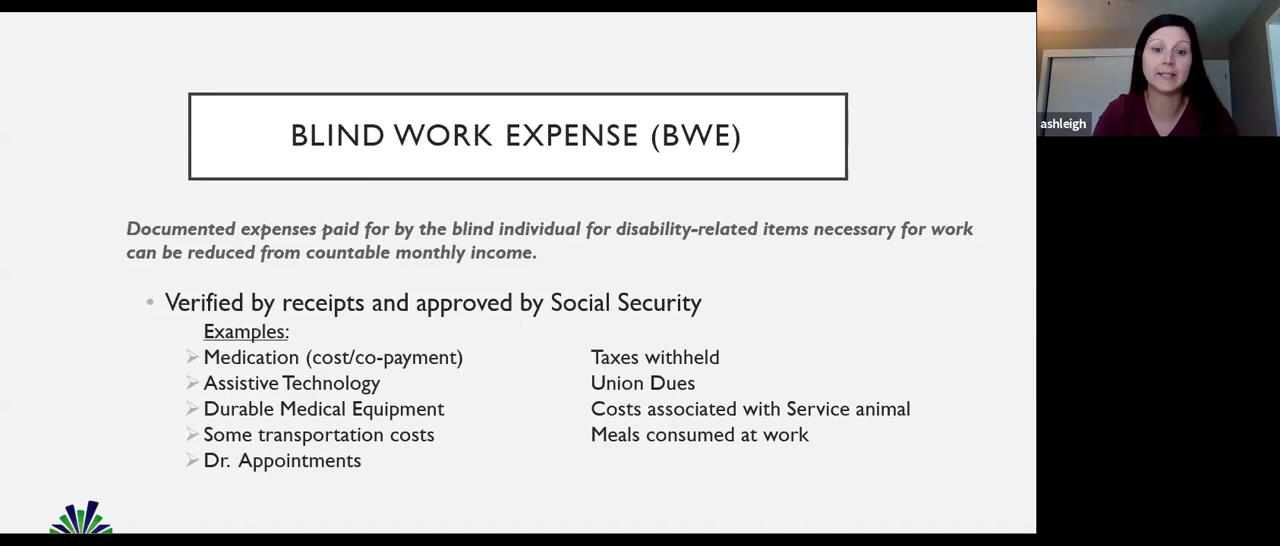 BLIND WORK EXPENSE (BWE)
ashleigh
Documented expenses paid for by the blind individual for disability-related items necessary for work
can be reduced from countable monthly income.
• Verified by receipts and approved by Social Security
Examples:
➢ Medication (cost/co-payment)
➢ Assistive Technology
➢ Durable Medical Equipment
➢ Some transportation costs
➢ Dr. Appointments
Taxes withheld
Union Dues
Costs associated with Service animal
Meals consumed at work